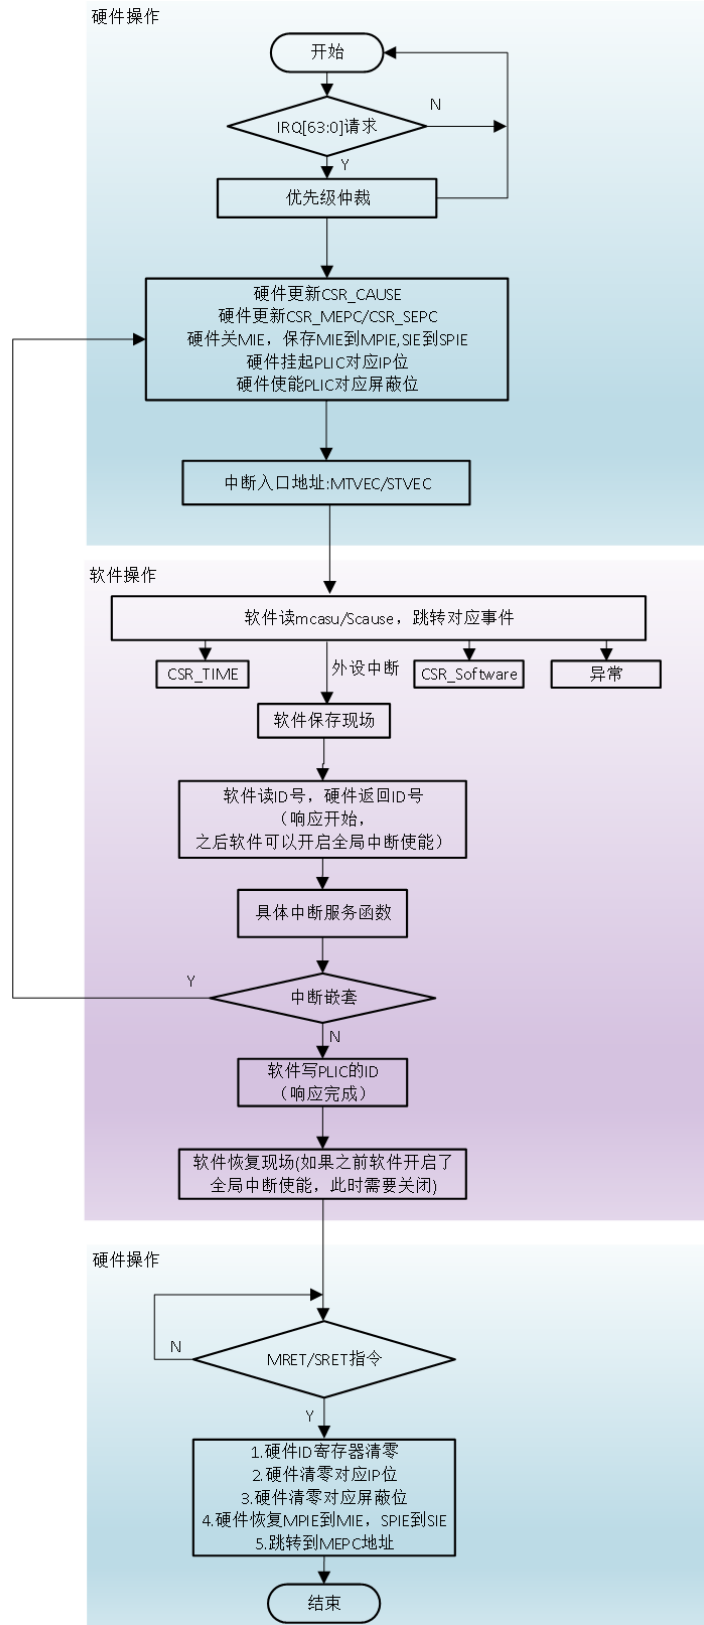 硬件操作
开始
IRQ[63:0]请求
N
Y
优先级仲裁
硬件更新CSR_CAUSE
硬件更新CSR_MEPC/CSR_SEPC
硬件关MIE，保存MIE到MPIE,SIE到SPIE
硬件挂起PLIC对应IP位
硬件使能PLIC对应屏蔽位
中断入口地址:MTVEC/STVEC
软件操作
软件读mcasu/Scause，跳转对应事件
CSR_TIME
外设中断
CSR_Software
异常
软件保存现场
软件读ID号，硬件返回ID号
（响应开始，
之后软件可以开启全局中断使能）
具体中断服务函数
Y
中断嵌套
N
软件写PLIC的ID
（响应完成）
软件恢复现场(如果之前软件开启了
全局中断使能，此时需要关闭)
硬件操作
N
MRET/SRET指令
Y
1.硬件ID寄存器清零
2.硬件清零对应IP位
3.硬件清零对应屏蔽位
4.硬件恢复MPIE到MIE，SPIE到SIE
5.跳转到MEPC地址
结束